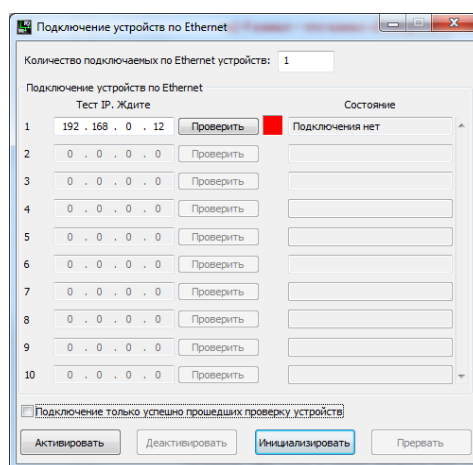 Подключение устройств по Ethernet
Количество подключаемых по Ethernet устройств: 1
Подключение устройств по Ethernet
Тест IP. Ждите Состояние
1 192 . 168 . 0 . 12 Проверить Подключения нет
2 0 . 0 . 0 . 0 Проверить
3 0 . 0 . 0 . 0 Проверить
4 0 . 0 . 0 . 0 Проверить
5 0 . 0 . 0 . 0 Проверить
6 0 . 0 . 0 . 0 Проверить
7 0 . 0 . 0 . 0 Проверить
8 0 . 0 . 0 . 0 Проверить
9 0 . 0 . 0 . 0 Проверить
10 0 . 0 . 0 . 0 Проверить
Подключение только успешно прошедших проверку устройств
Активировать Деактивировать Инициализировать Прервать